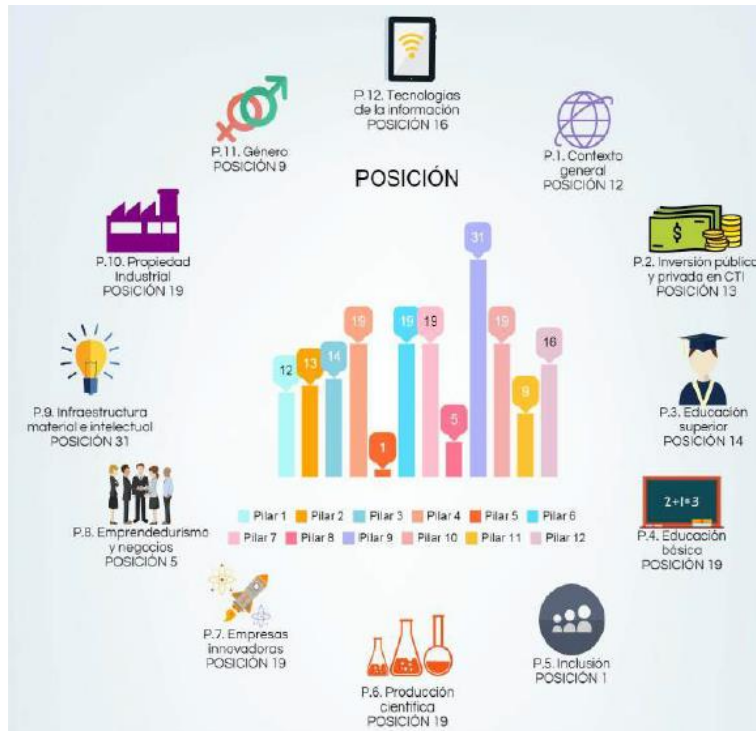 P.12. Tecnologías
de la información
POSICIÓN 16
P.11. Género
POSICIÓN 9
P.1. Contexto
general
POSICIÓN 12
POSICIÓN
P.10. Propiedad
Industrial
POSICIÓN 19
P.2. Inversión pública
y privada en CTI
POSICIÓN 13
P.9. Infraestructura
material e intelectual
POSICIÓN 31
P.3. Educación
superior
POSICIÓN 14
12
13
14
19
1
19
19
5
31
19
9
16
Pilar 1 Pilar 2 Pilar 3 Pilar 4 Pilar 5 Pilar 6
Pilar 7 Pilar 8 Pilar 9 Pilar 10 Pilar 11 Pilar 12
P.8. Emprendedurismo
y negocios
POSICIÓN 5
2+1=3
P.4. Educación
básica
POSICIÓN 19
P.7. Empresas
innovadoras
POSICIÓN 19
P.6. Producción
científica
POSICIÓN 19
P.5. Inclusión
POSICIÓN 1